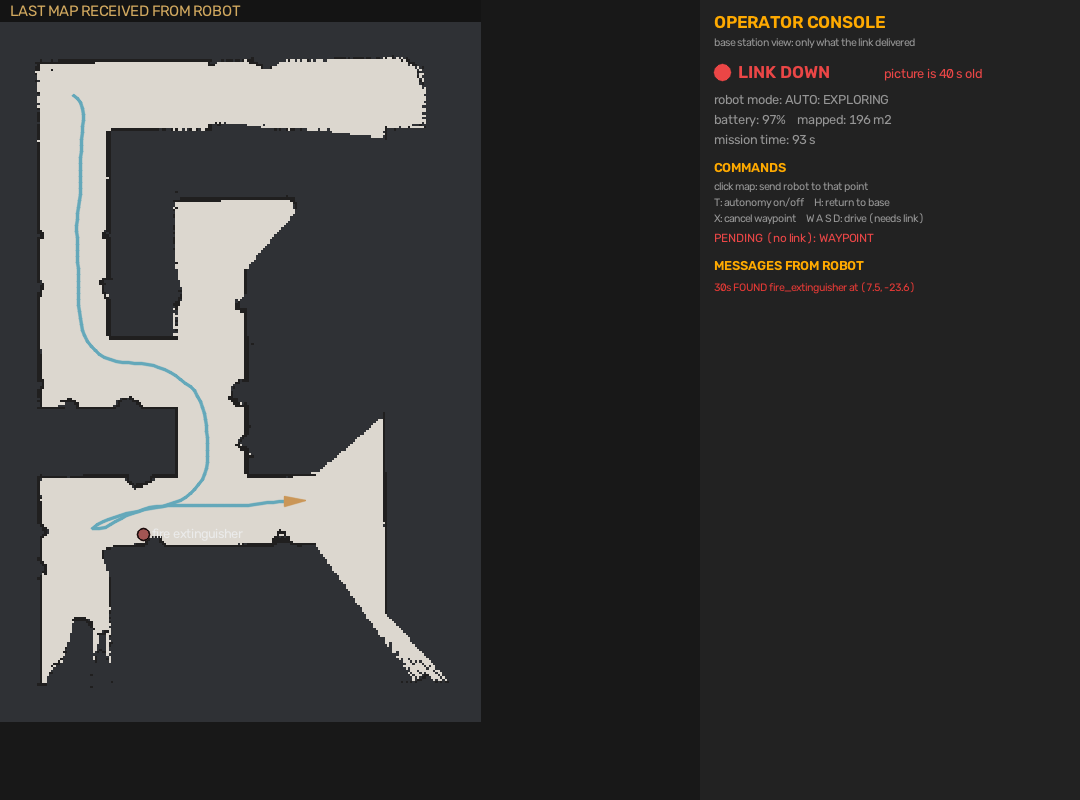 LAST MAP RECEIVED FROM ROBOT
fire extinguisher
OPERATOR CONSOLE
base station view: only what the link delivered
LINK DOWN picture is 40 s old
robot mode: AUTO: EXPLORING
battery: 97% mapped: 196 m2
mission time: 93 s
COMMANDS
click map: send robot to that point
T: autonomy on/off H: return to base
X: cancel waypoint W A S D: drive (needs link)
PENDING (no link): WAYPOINT
MESSAGES FROM ROBOT
30s FOUND fire_extinguisher at (7.5, -23.6)